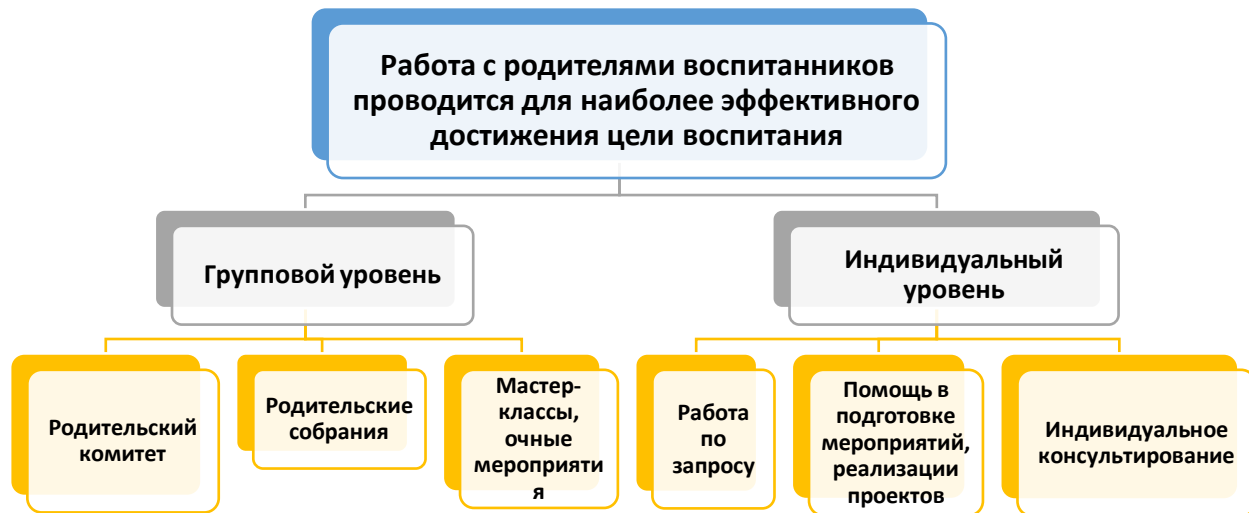 Работа с родителями воспитанников
проводится для наиболее эффективного
достижения цели воспитания
Групповой уровень
Индивидуальный
уровень
Родительский
комитет
Родительские
собрания
Мастер-
классы,
очные
мероприяти
я
Работа
по
запросу
Помощь в
подготовке
мероприятий,
реализации
проектов
Индивидуальное
консультирование